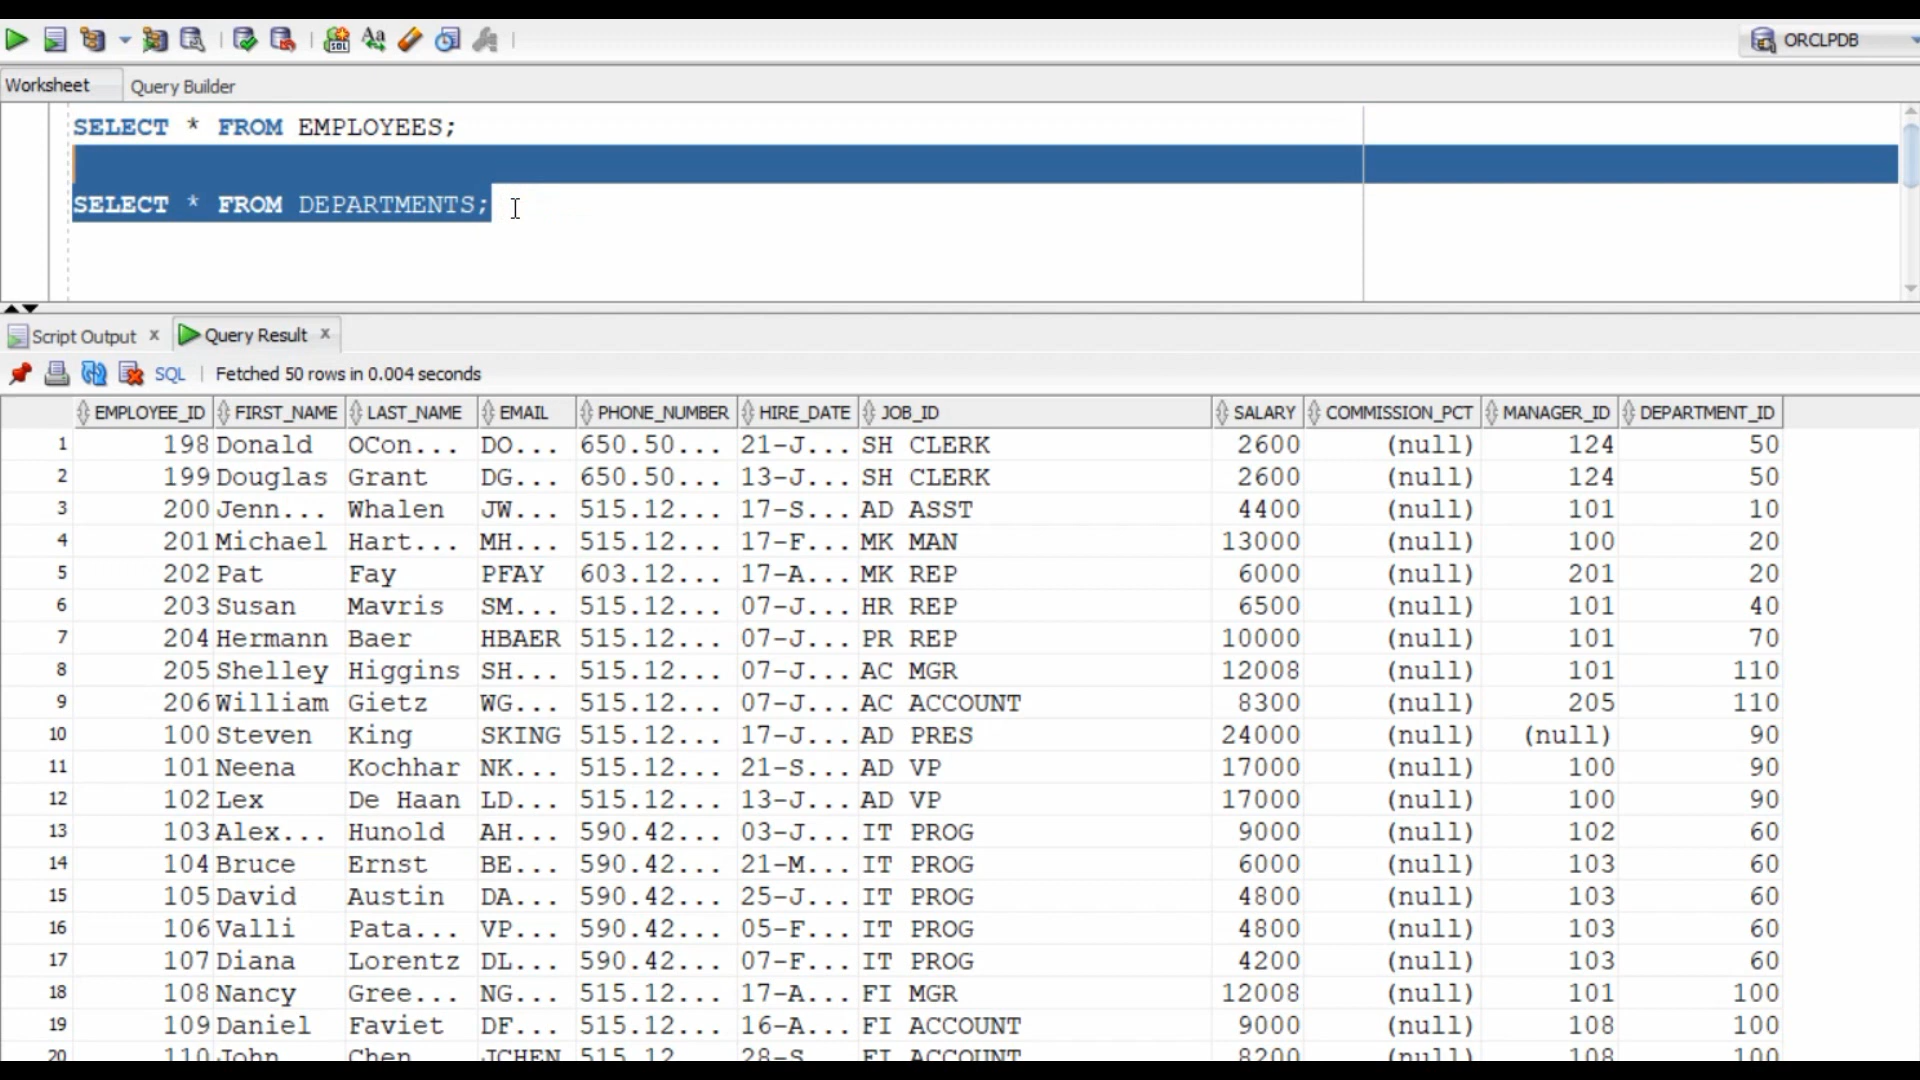 ORCLPDB
Worksheet Query Builder
SELECT * FROM EMPLOYEES;
SELECT * FROM DEPARTMENTS;
Script Output x Query Result x
SQL | Fetched 50 rows in 0.004 seconds
EMPLOYEE_ID FIRST_NAME LAST_NAME EMAIL PHONE_NUMBER HIRE_DATE JOB_ID SALARY COMMISSION_PCT MANAGER_ID DEPARTMENT_ID
1 198 Donald OCon... DO... 650.50... 21-J... SH CLERK 2600 (null) 124 50
2 199 Douglas Grant DG... 650.50... 13-J... SH CLERK 2600 (null) 124 50
3 200 Jenn... Whalen JW... 515.12... 17-S... AD ASST 4400 (null) 101 10
4 201 Michael Hart... MH... 515.12... 17-F... MK MAN 13000 (null) 100 20
5 202 Pat Fay PFAY 603.12... 17-A... MK REP 6000 (null) 201 20
6 203 Susan Mavris SM... 515.12... 07-J... HR REP 6500 (null) 101 40
7 204 Hermann Baer HBAER 515.12... 07-J... PR REP 10000 (null) 101 70
8 205 Shelley Higgins SH... 515.12... 07-J... AC MGR 12008 (null) 101 110
9 206 William Gietz WG... 515.12... 07-J... AC ACCOUNT 8300 (null) 205 110
10 100 Steven King SKING 515.12... 17-J... AD PRES 24000 (null) (null) 90
11 101 Neena Kochhar NK... 515.12... 21-S... AD VP 17000 (null) 100 90
12 102 Lex De Haan LD... 515.12... 13-J... AD VP 17000 (null) 100 90
13 103 Alex... Hunold AH... 590.42... 03-J... IT PROG 9000 (null) 102 60
14 104 Bruce Ernst BE... 590.42... 21-M... IT PROG 6000 (null) 103 60
15 105 David Austin DA... 590.42... 25-J... IT PROG 4800 (null) 103 60
16 106 Valli Pata... VP... 590.42... 05-F... IT PROG 4800 (null) 103 60
17 107 Diana Lorentz DL... 590.42... 07-F... IT PROG 4200 (null) 103 60
18 108 Nancy Gree... NG... 515.12... 17-A... FI MGR 12008 (null) 101 100
19 109 Daniel Faviet DF... 515.12... 16-A... FI ACCOUNT 9000 (null) 108 100
20 110 John Chen JCHEN 515.12... 28-S... FI ACCOUNT 8200 (null) 108 100